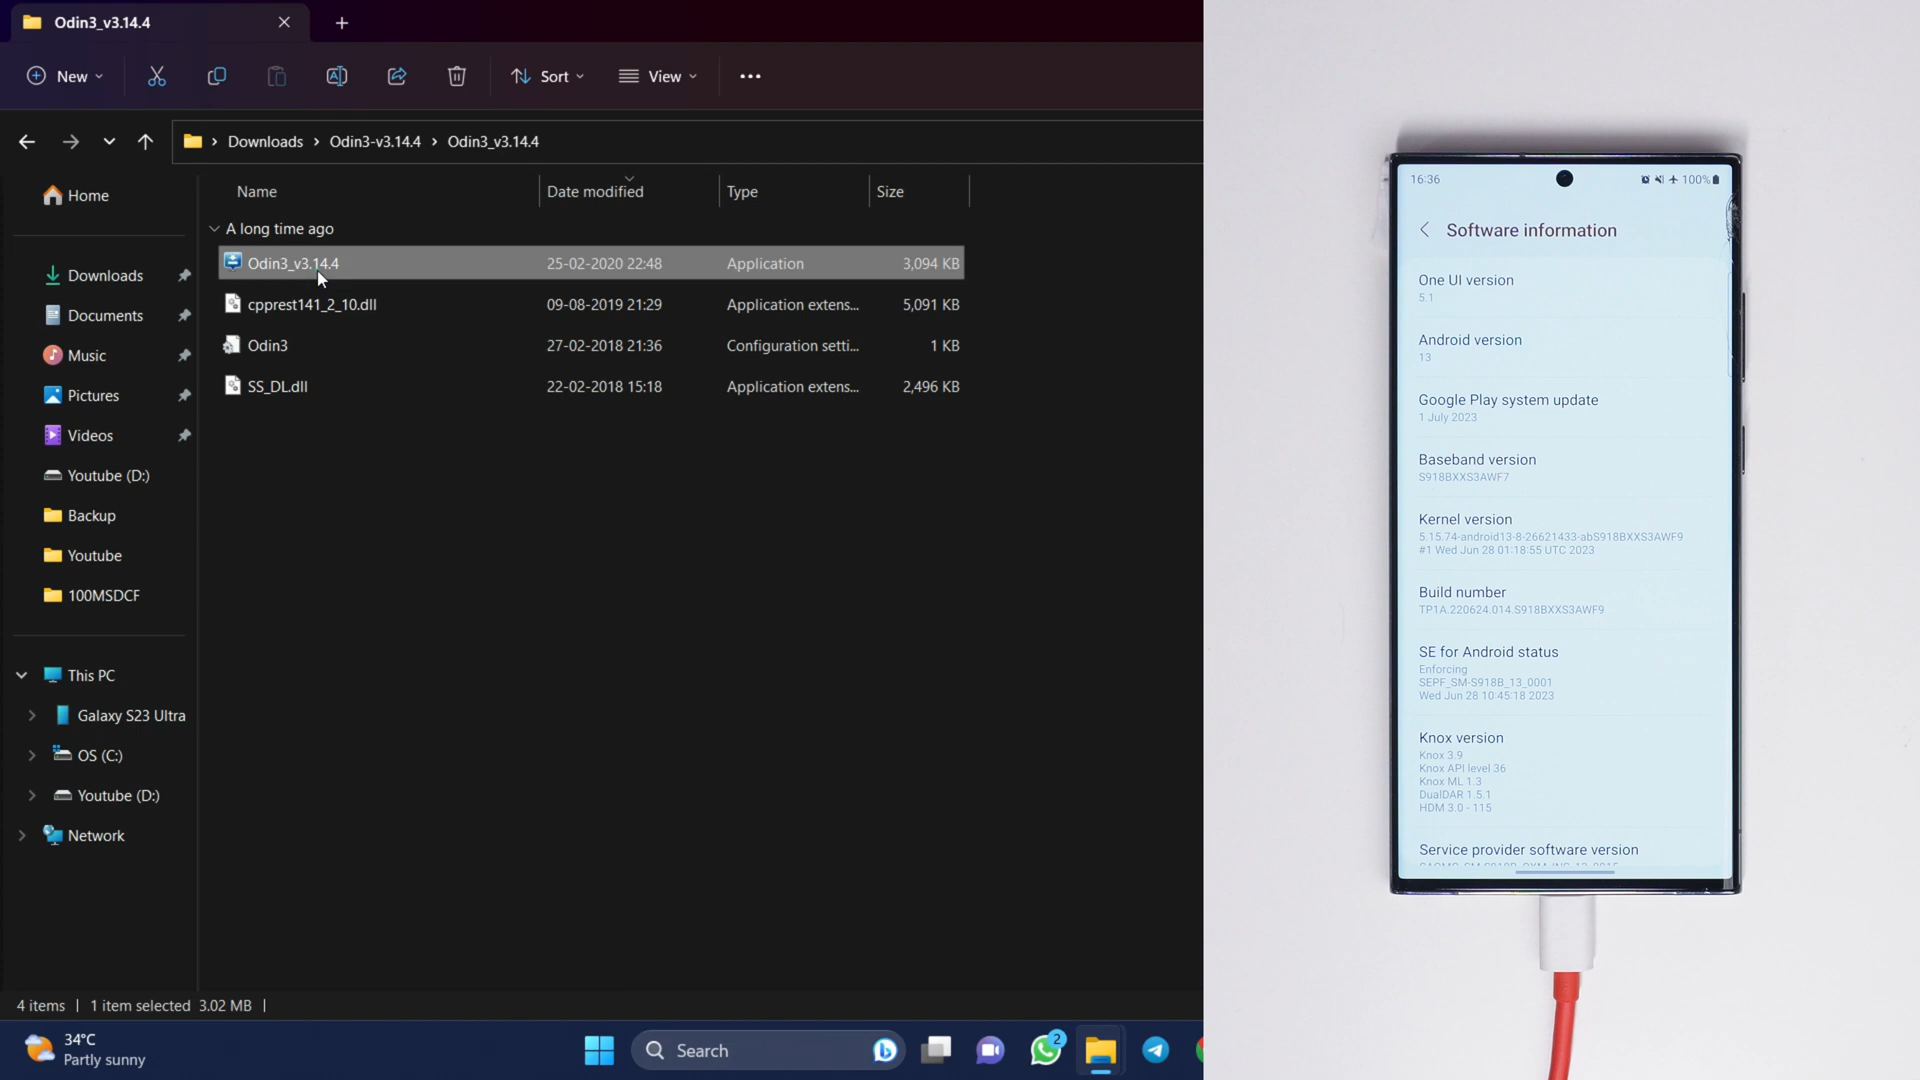 Odin3_v3.14.4
New
Sort
View
Downloads > Odin3-v3.14.4 > Odin3_v3.14.4
Name Date modified Type Size
A long time ago
Odin3_v3.14.4 25-02-2020 22:48 Application 3,094 KB
cpprest141_2_10.dll 09-08-2019 21:29 Application extens... 5,091 KB
Odin3 27-02-2018 21:36 Configuration setti... 1 KB
SS_DL.dll 22-02-2018 15:18 Application extens... 2,496 KB
Home
Downloads
Documents
Music
Pictures
Videos
Youtube (D:)
Backup
Youtube
100MSDCF
This PC
Galaxy S23 Ultra
OS (C:)
Youtube (D:)
Network
4 items 1 item selected 3.02 MB
34°C
Partly sunny
Search
2
16:36 100%
Software information
One UI version
5.1
Android version
13
Google Play system update
1 July 2023
Baseband version
S918BXXS3AWF7
Kernel version
5.15.74-android13-8-26621433-abS918BXXS3AWF9
#1 Wed Jun 28 01:18:55 UTC 2023
Build number
TP1A.220624.014.S918BXXS3AWF9
SE for Android status
Enforcing
SEPF_SM-S918B_13_0001
Wed Jun 28 10:45:18 2023
Knox version
Knox 3.9
Knox API level 36
Knox ML 1.3
DualDAR 1.5.1
HDM 3.0 - 115
Service provider software version